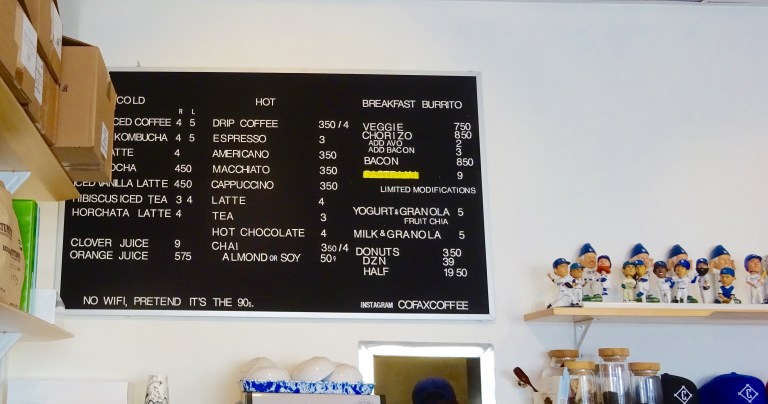 COLD
R L
ICED COFFEE 4 5
KOMBUCHA 4 5
LATTE 4
MOCHA 450
ICED VANILLA LATTE 450
HIBISCUS ICED TEA 3 4
HORCHATA LATTE 4
CLOVER JUICE 9
ORANGE JUICE 575
NO WIFI, PRETEND IT'S THE 90s.
HOT
DRIP COFFEE 350/4
ESPRESSO 3
AMERICANO 350
MACCHIATO 350
CAPPUCCINO 350
LATTE 4
TEA 3
HOT CHOCOLATE 4
CHAI 350/4
ALMOND OR SOY 50¢
BREAKFAST BURRITO
VEGGIE 750
CHORIZO 850
ADD AVO 2
ADD BACON 3
BACON 850
PASTRAMI 9
LIMITED MODIFICATIONS
YOGURT & GRANOLA 5
FRUIT CHIA
MILK & GRANOLA 5
DONUTS 350
DZN 39
HALF 1950
INSTAGRAM COFAXCOFFEE
C
C